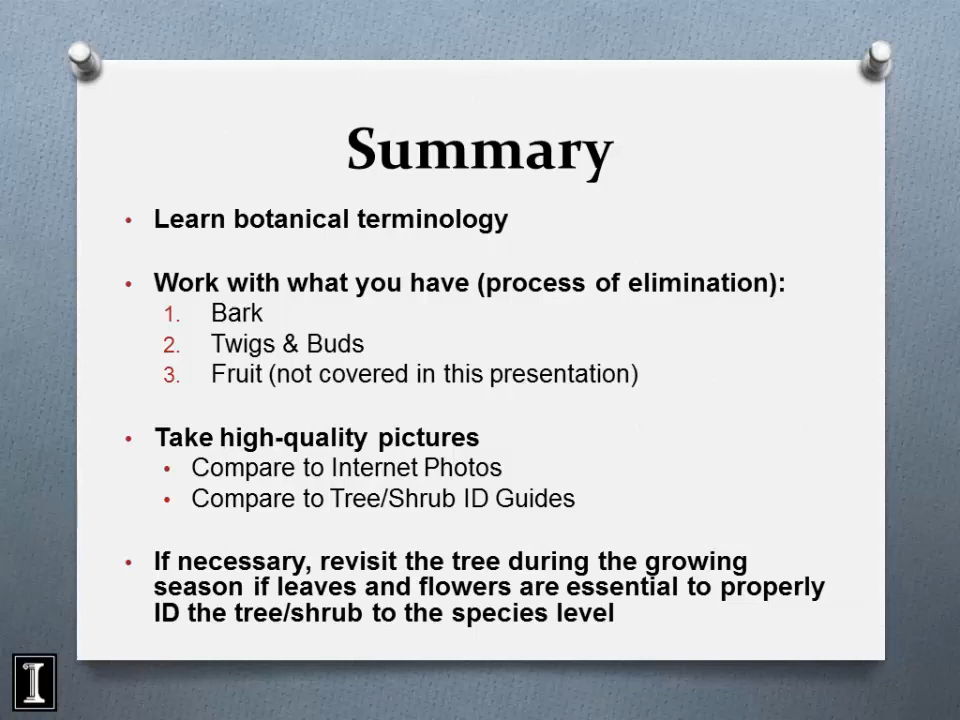 Summary
• Learn botanical terminology
• Work with what you have (process of elimination):
1. Bark
2. Twigs & Buds
3. Fruit (not covered in this presentation)
• Take high-quality pictures
• Compare to Internet Photos
• Compare to Tree/Shrub ID Guides
• If necessary, revisit the tree during the growing
season if leaves and flowers are essential to properly
ID the tree/shrub to the species level
I